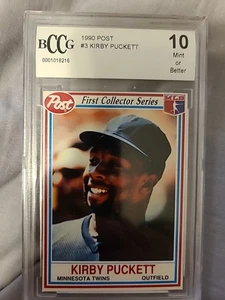 BCCG
0001018216
1990 POST
#3 KIRBY PUCKETT
10
Mint
or
Better
Post
First Collector Series
MLB
KIRBY PUCKETT
MINNESOTA TWINS
OUTFIELD